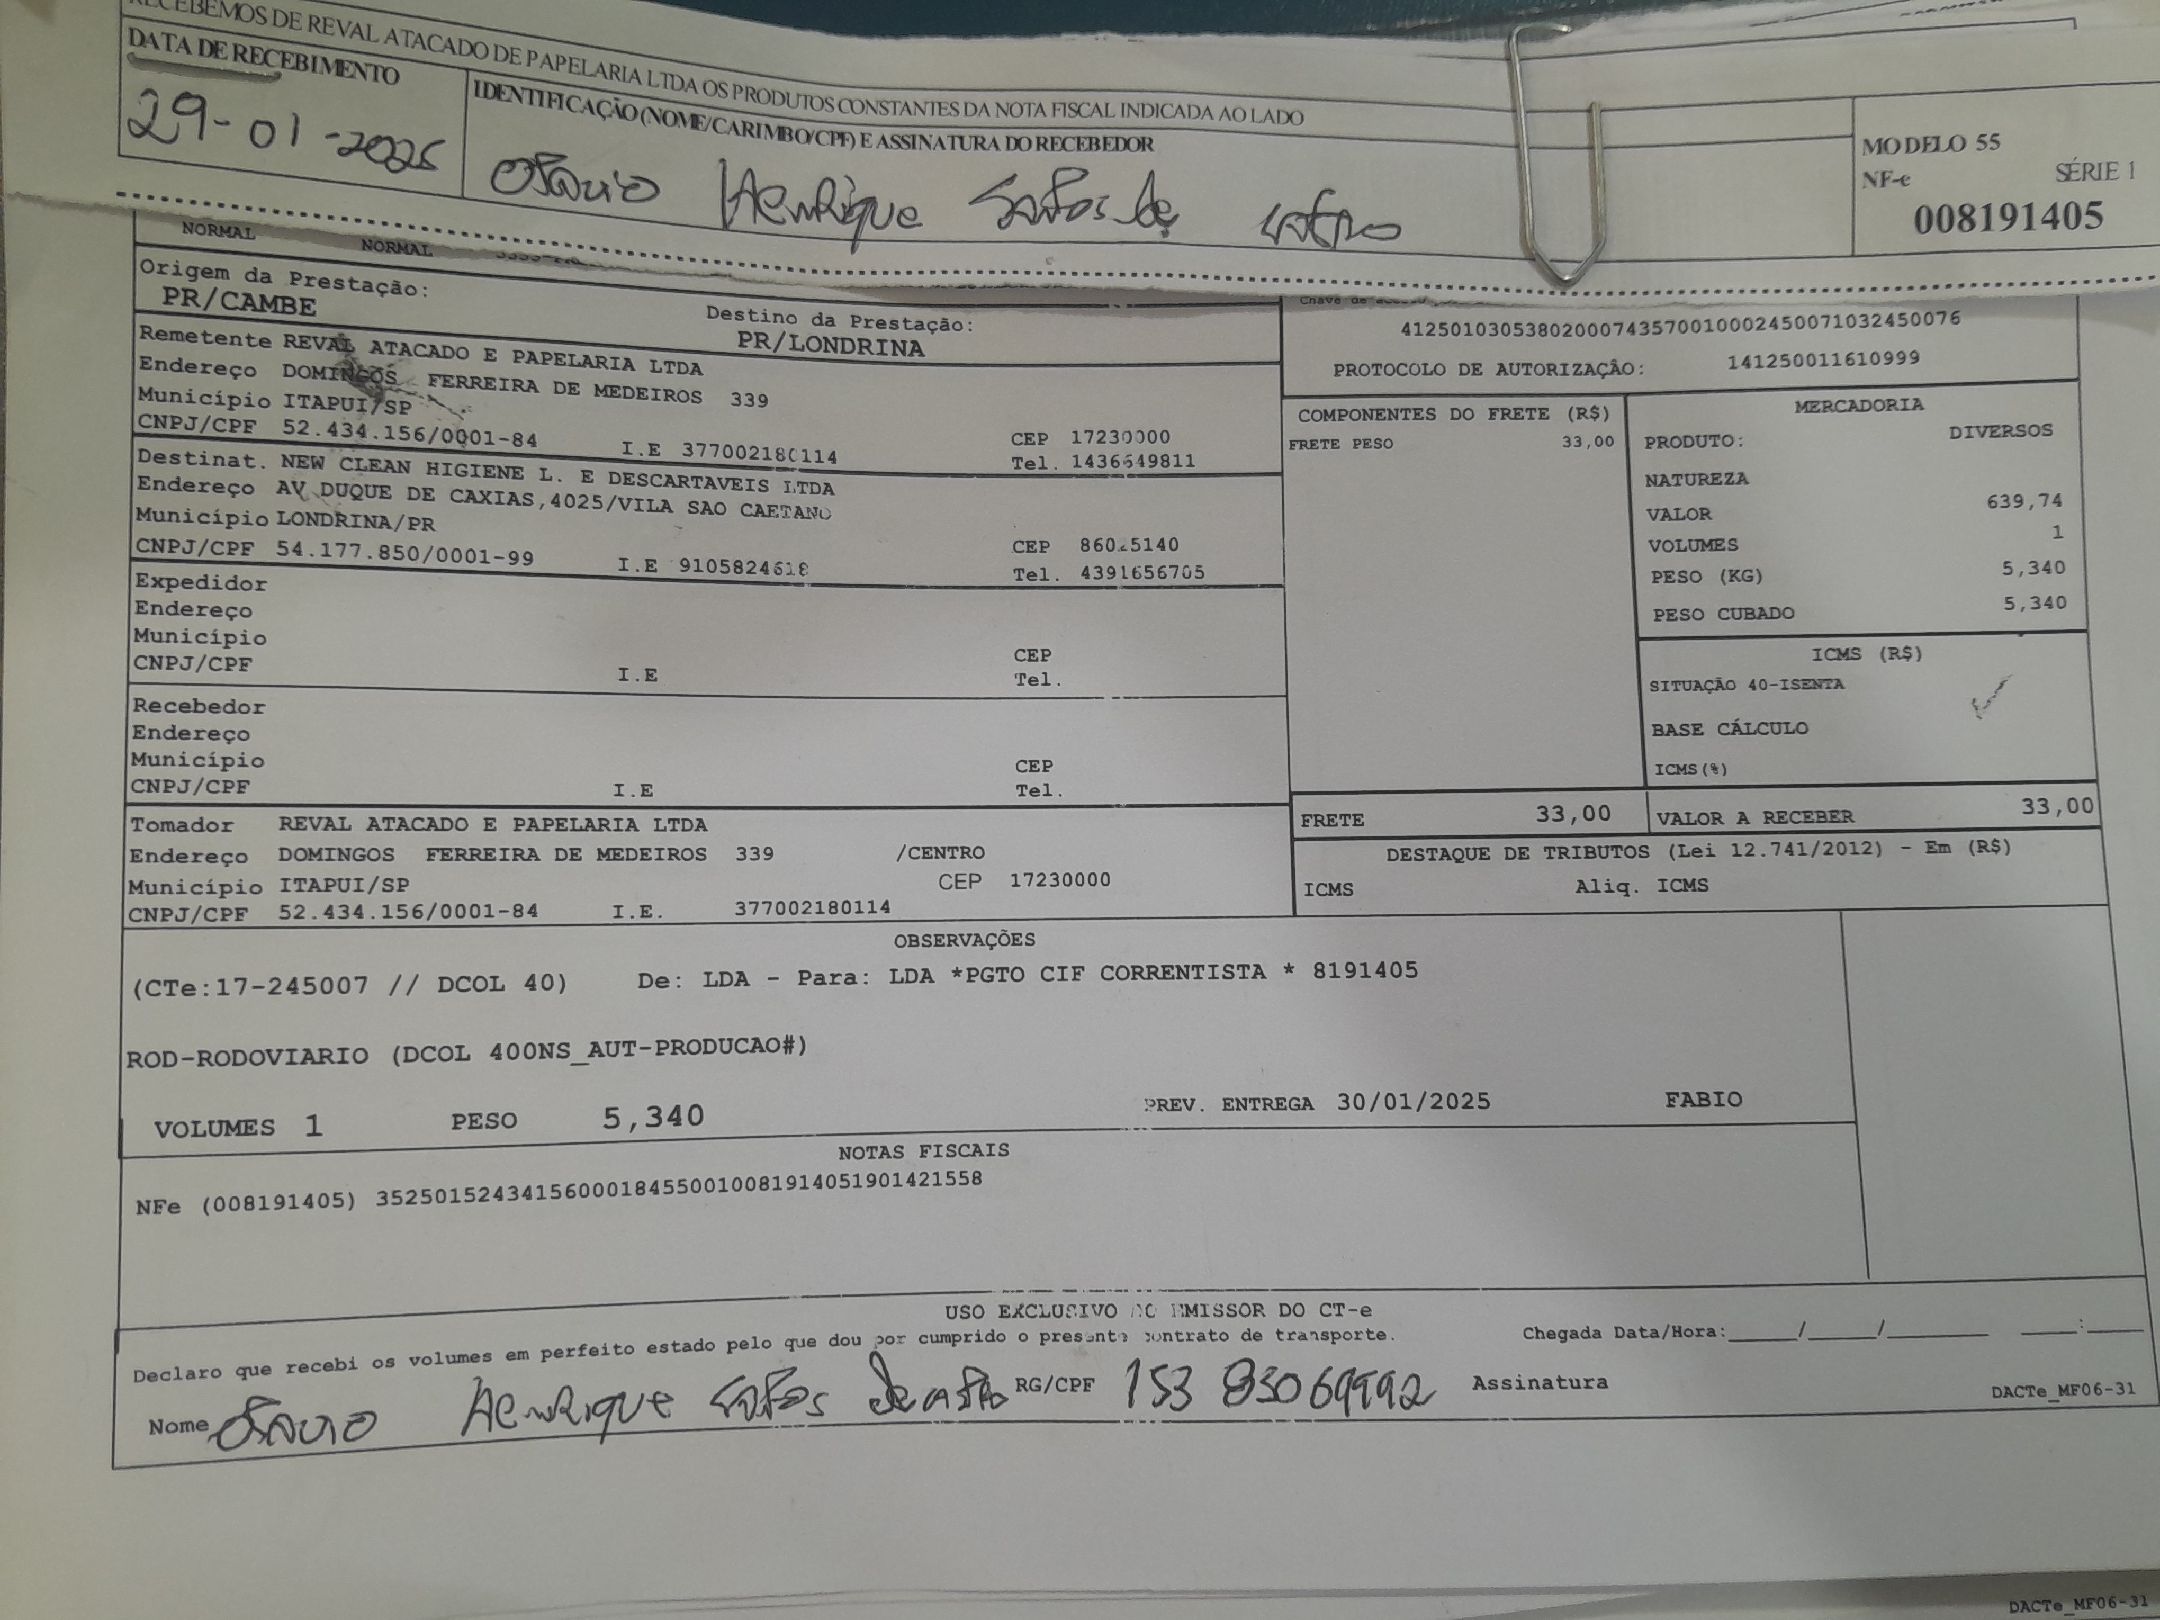 RECEBEMOS DE REVAL ATACADO DE PAPELARIA LTDA OS PRODUTOS CONSTANTES DA NOTA FISCAL INDICADA AO LADO
DATA DE RECEBIMENTO
29-01-2025
IDENTIFICAÇÃO (NOME/CARIMBO/CPF) E ASSINATURA DO RECEBEDOR
Henrique
MODELO 55
NF-e SÉRIE 1
008191405
NORMAL NORMAL
Origem da Prestação:
PR/CAMBE
Destino da Prestação:
PR/LONDRINA
41250103053802000743570010002450071032450076
PROTOCOLO DE AUTORIZAÇÂO: 141250011610999
Remetente REVAL ATACADO E PAPELARIA LTDA
Endereço DOMINGOS FERREIRA DE MEDEIROS 339
Município ITAPUI/SP
CEP 17230000
CNPJ/CPF 52.434.156/0001-84 I.E 377002180114 Tel. 1436649811
Destinat. NEW CLEAN HIGIENE L. E DESCARTAVEIS LTDA
Endereço AV DUQUE DE CAXIAS,4025/VILA SAO CAETANO
Município LONDRINA/PR
CEP
CNPJ/CPF 54.177.850/0001-99 I.E 9105824618 Tel. 4391656705
Expedidor
Endereço
Município
CEP
CNPJ/CPF I.E Tel.
Recebedor
Endereço
Município CEP
CNPJ/CPF I.E Tel.
Tomador REVAL ATACADO E PAPELARIA LTDA
Endereço DOMINGOS FERREIRA DE MEDEIROS 339 /CENTRO
Município ITAPUI/SP CEP 17230000
CNPJ/CPF 52.434.156/0001-84 I.E. 377002180114
COMPONENTES DO FRETE (R$)
FRETE PESO 33,00
MERCADORIA
PRODUTO: DIVERSOS
NATUREZA
VALOR 639,74
VOLUMES 1
PESO (KG) 5,340
PESO CUBADO 5,340
ICMS (R$)
SITUAÇÃO 40-ISENTA
BASE CÁLCULO
ICMS(%)
FRETE 33,00 VALOR A RECEBER 33,00
DESTAQUE DE TRIBUTOS (Lei 12.741/2012) - Em (R$)
ICMS Aliq. ICMS
OBSERVAÇÕES
(CTe:17-245007 // DCOL 40) De: LDA - Para: LDA *PGTO CIF CORRENTISTA * 8191405
ROD-RODOVIARIO (DCOL 400NS_AUT-PRODUCAO#)
VOLUMES 1 PESO 5,340 PREV. ENTREGA 30/01/2025 FABIO
NOTAS FISCAIS
NFe (008191405) 35250152434156000184550010081914051901421558
USO EXCLUSIVO DO EMISSOR DO CT-e
Declaro que recebi os volumes em perfeito estado pelo que dou por cumprido o presente contrato de transporte.
Chegada Data/Hora:_____/_____/_______ ____:____
Nome Henrique RG/CPF 153 Assinatura
DACTe_MF06-31
DACTe_MF06-31